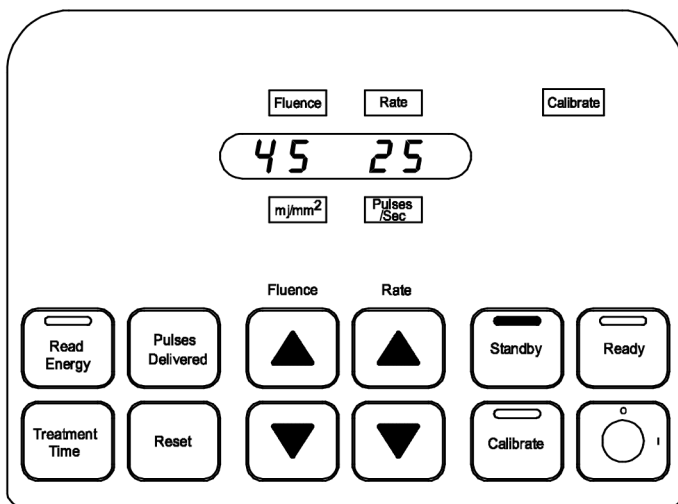 Fluence Rate Calibrate
45 25
mj/mm² Pulses
/Sec
Fluence Rate
Read
Energy
Pulses
Delivered
Standby
Ready
Treatment
Time
Reset
Calibrate
O
I